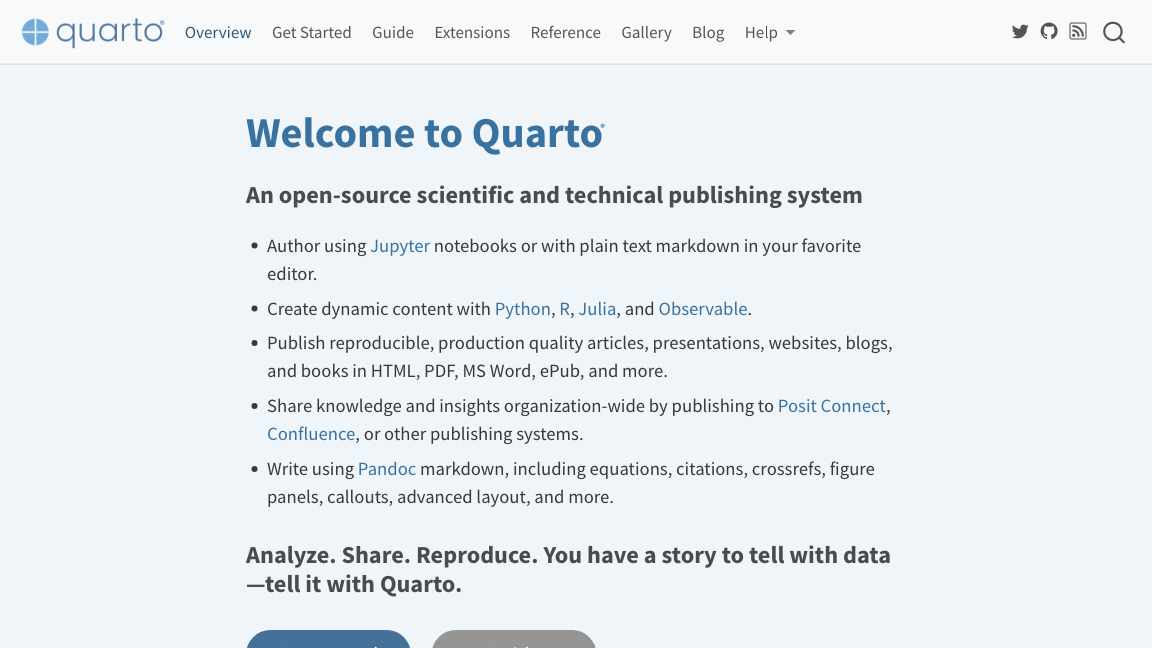 quarto®
Overview Get Started Guide Extensions Reference Gallery Blog Help
Welcome to Quarto®
An open-source scientific and technical publishing system
• Author using Jupyter notebooks or with plain text markdown in your favorite
editor.
• Create dynamic content with Python, R, Julia, and Observable.
• Publish reproducible, production quality articles, presentations, websites, blogs,
and books in HTML, PDF, MS Word, ePub, and more.
• Share knowledge and insights organization-wide by publishing to Posit Connect,
Confluence, or other publishing systems.
• Write using Pandoc markdown, including equations, citations, crossrefs, figure
panels, callouts, advanced layout, and more.
Analyze. Share. Reproduce. You have a story to tell with data
—tell it with Quarto.